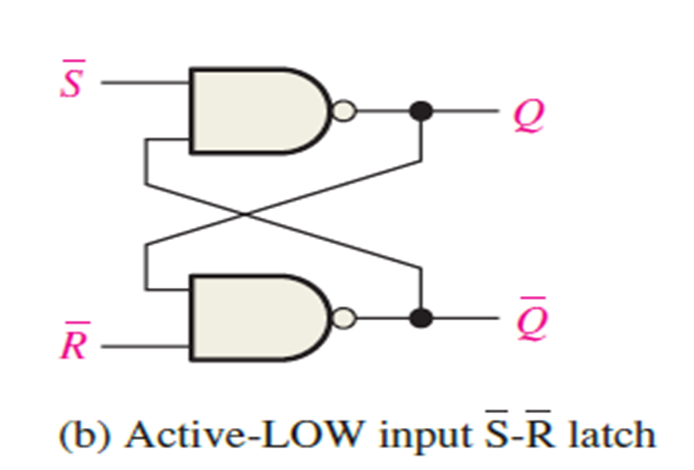 S̅
Q
R̅
Q̅
(b) Active-LOW input S̅-R̅ latch